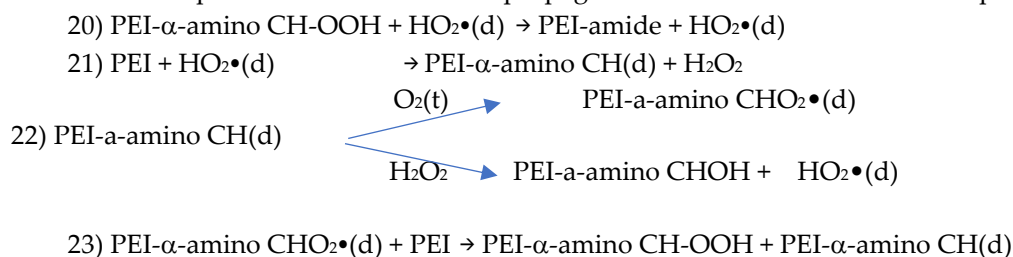 20) PEI-α-amino CH-OOH + HO2•(d) → PEI-amide + HO2•(d)
21) PEI + HO2•(d) → PEI-α-amino CH(d) + H2O2
O2(t) PEI-a-amino CHO2•(d)
22) PEI-a-amino CH(d)
H2O2 PEI-a-amino CHOH + HO2•(d)
23) PEI-α-amino CHO2•(d) + PEI → PEI-α-amino CH-OOH + PEI-α-amino CH(d)